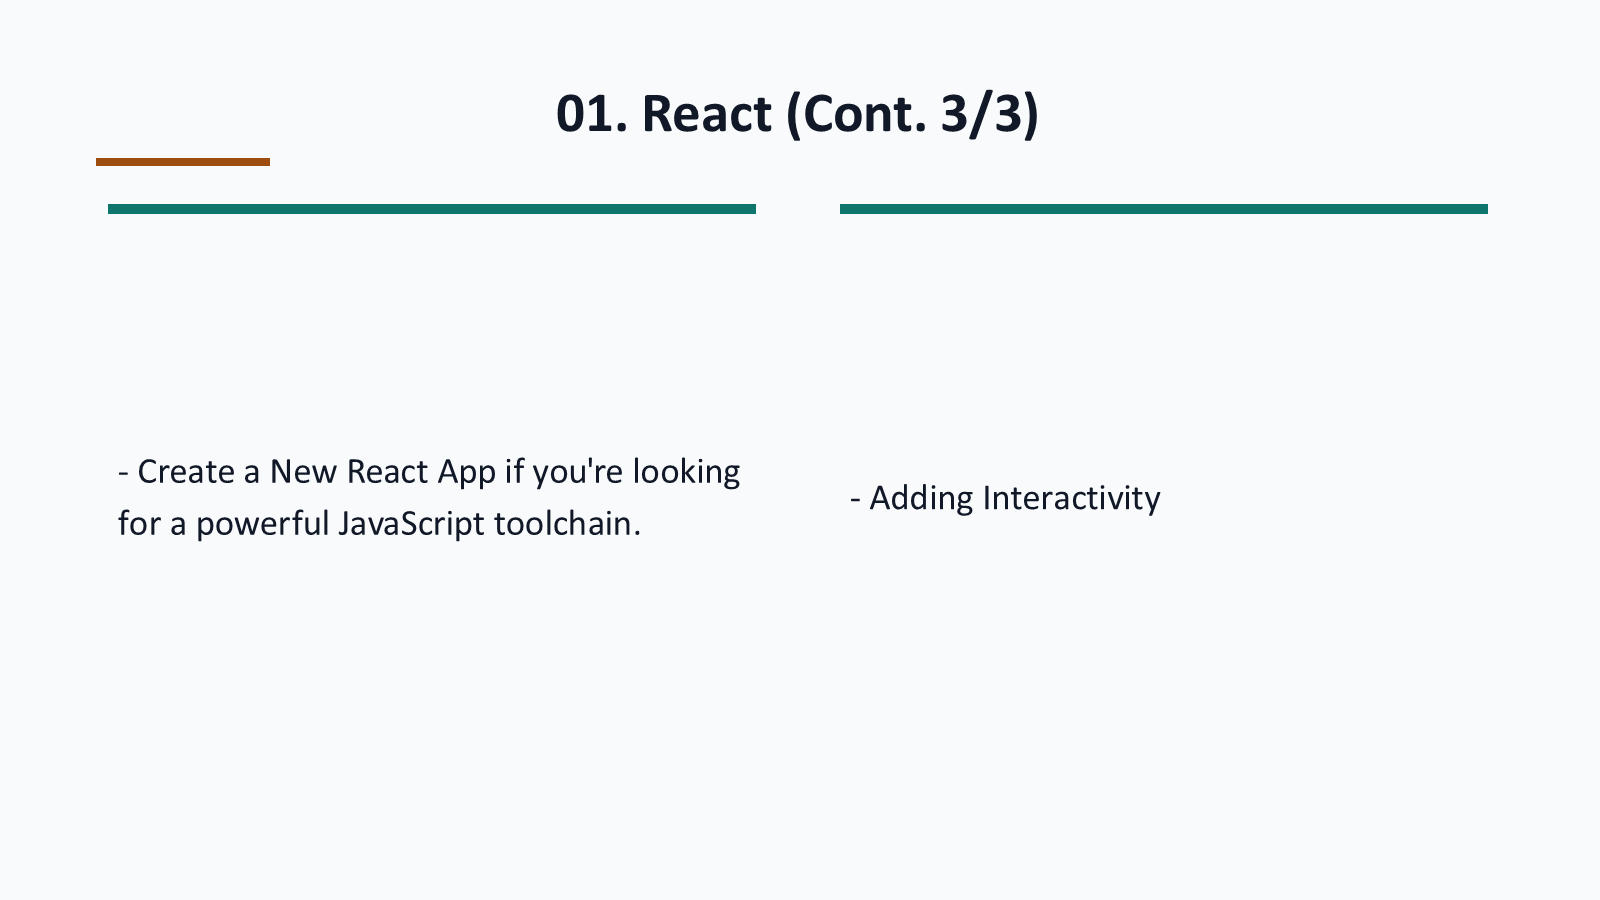 01. React (Cont. 3/3)
- Create a New React App if you're looking
for a powerful JavaScript toolchain.
- Adding Interactivity